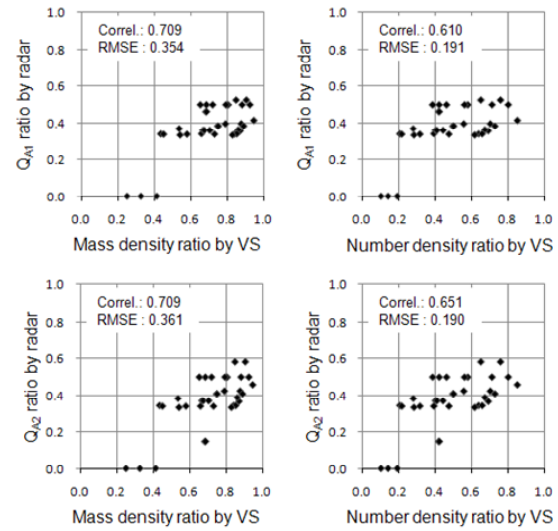 1.0
Correl.: 0.709
RMSE : 0.354
0.8
0.6
0.4
0.2
0.0
QA1 ratio by radar
0.0 0.2 0.4 0.6 0.8 1.0
Mass density ratio by VS
1.0
Correl.: 0.610
RMSE : 0.191
0.8
0.6
0.4
0.2
0.0
QA1 ratio by radar
0.0 0.2 0.4 0.6 0.8 1.0
Number density ratio by VS
1.0
Correl.: 0.709
RMSE : 0.361
0.8
0.6
0.4
0.2
0.0
QA2 ratio by radar
0.0 0.2 0.4 0.6 0.8 1.0
Mass density ratio by VS
1.0
Correl.: 0.651
RMSE : 0.190
0.8
0.6
0.4
0.2
0.0
QA2 ratio by radar
0.0 0.2 0.4 0.6 0.8 1.0
Number density ratio by VS